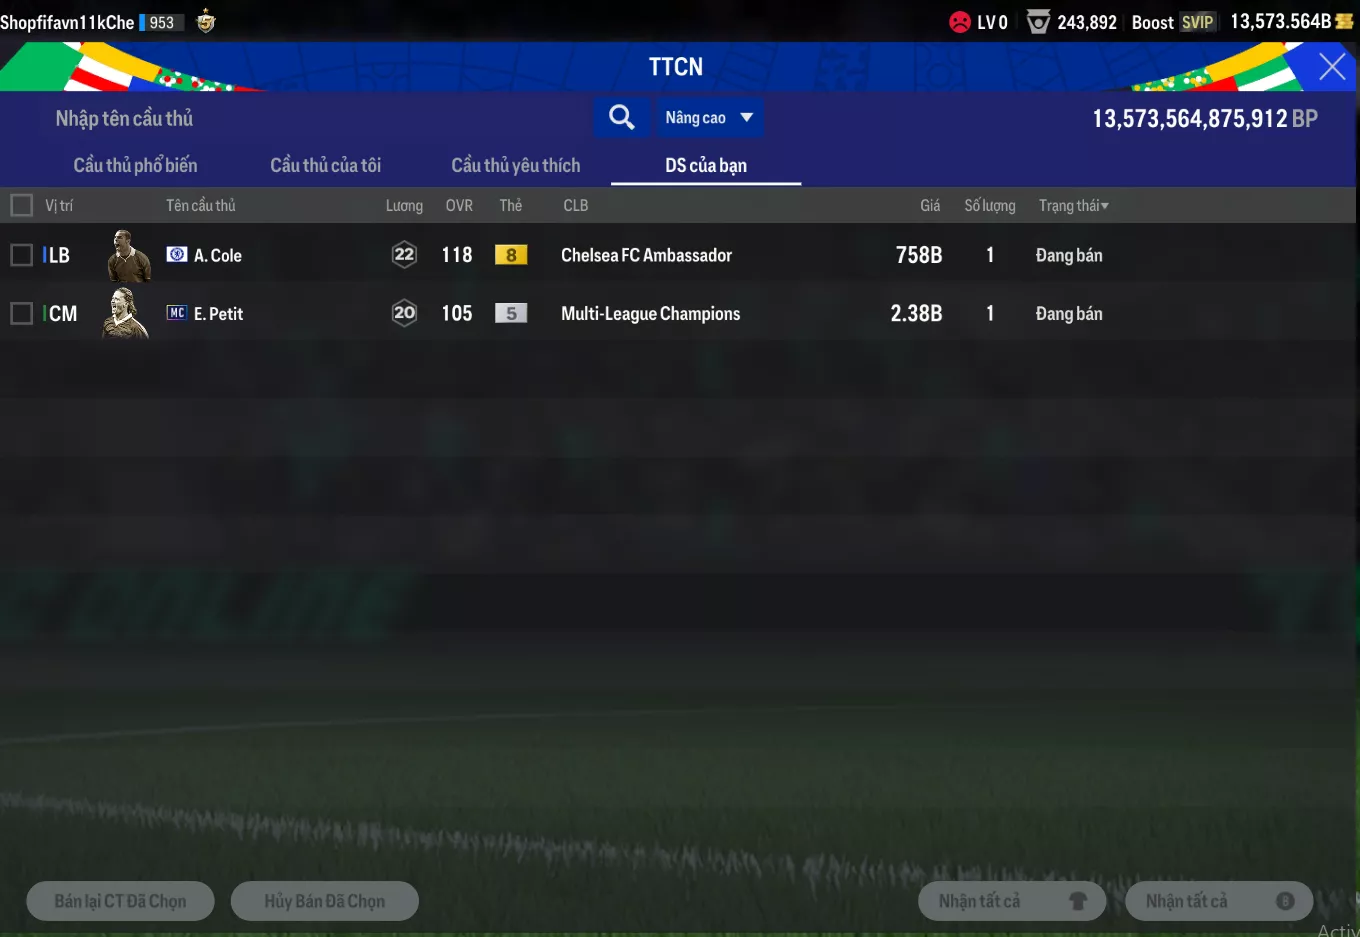 Shopfifavn11kChe 953 LV 0 243,892 Boost SVIP 13,573.564B
TTCN
Nhập tên cầu thủ Nâng cao 13,573,564,875,912 BP
Cầu thủ phổ biến Cầu thủ của tôi Cầu thủ yêu thích DS của bạn
Vị trí Tên cầu thủ Lương OVR Thẻ CLB Giá Số lượng Trạng thái
LB A. Cole 22 118 8 Chelsea FC Ambassador 758B 1 Đang bán
CM MC E. Petit 20 105 5 Multi-League Champions 2.38B 1 Đang bán
C ONLINE
Bán lại CT Đã Chọn Hủy Bán Đã Chọn Nhận tất cả Nhận tất cả B
Activ